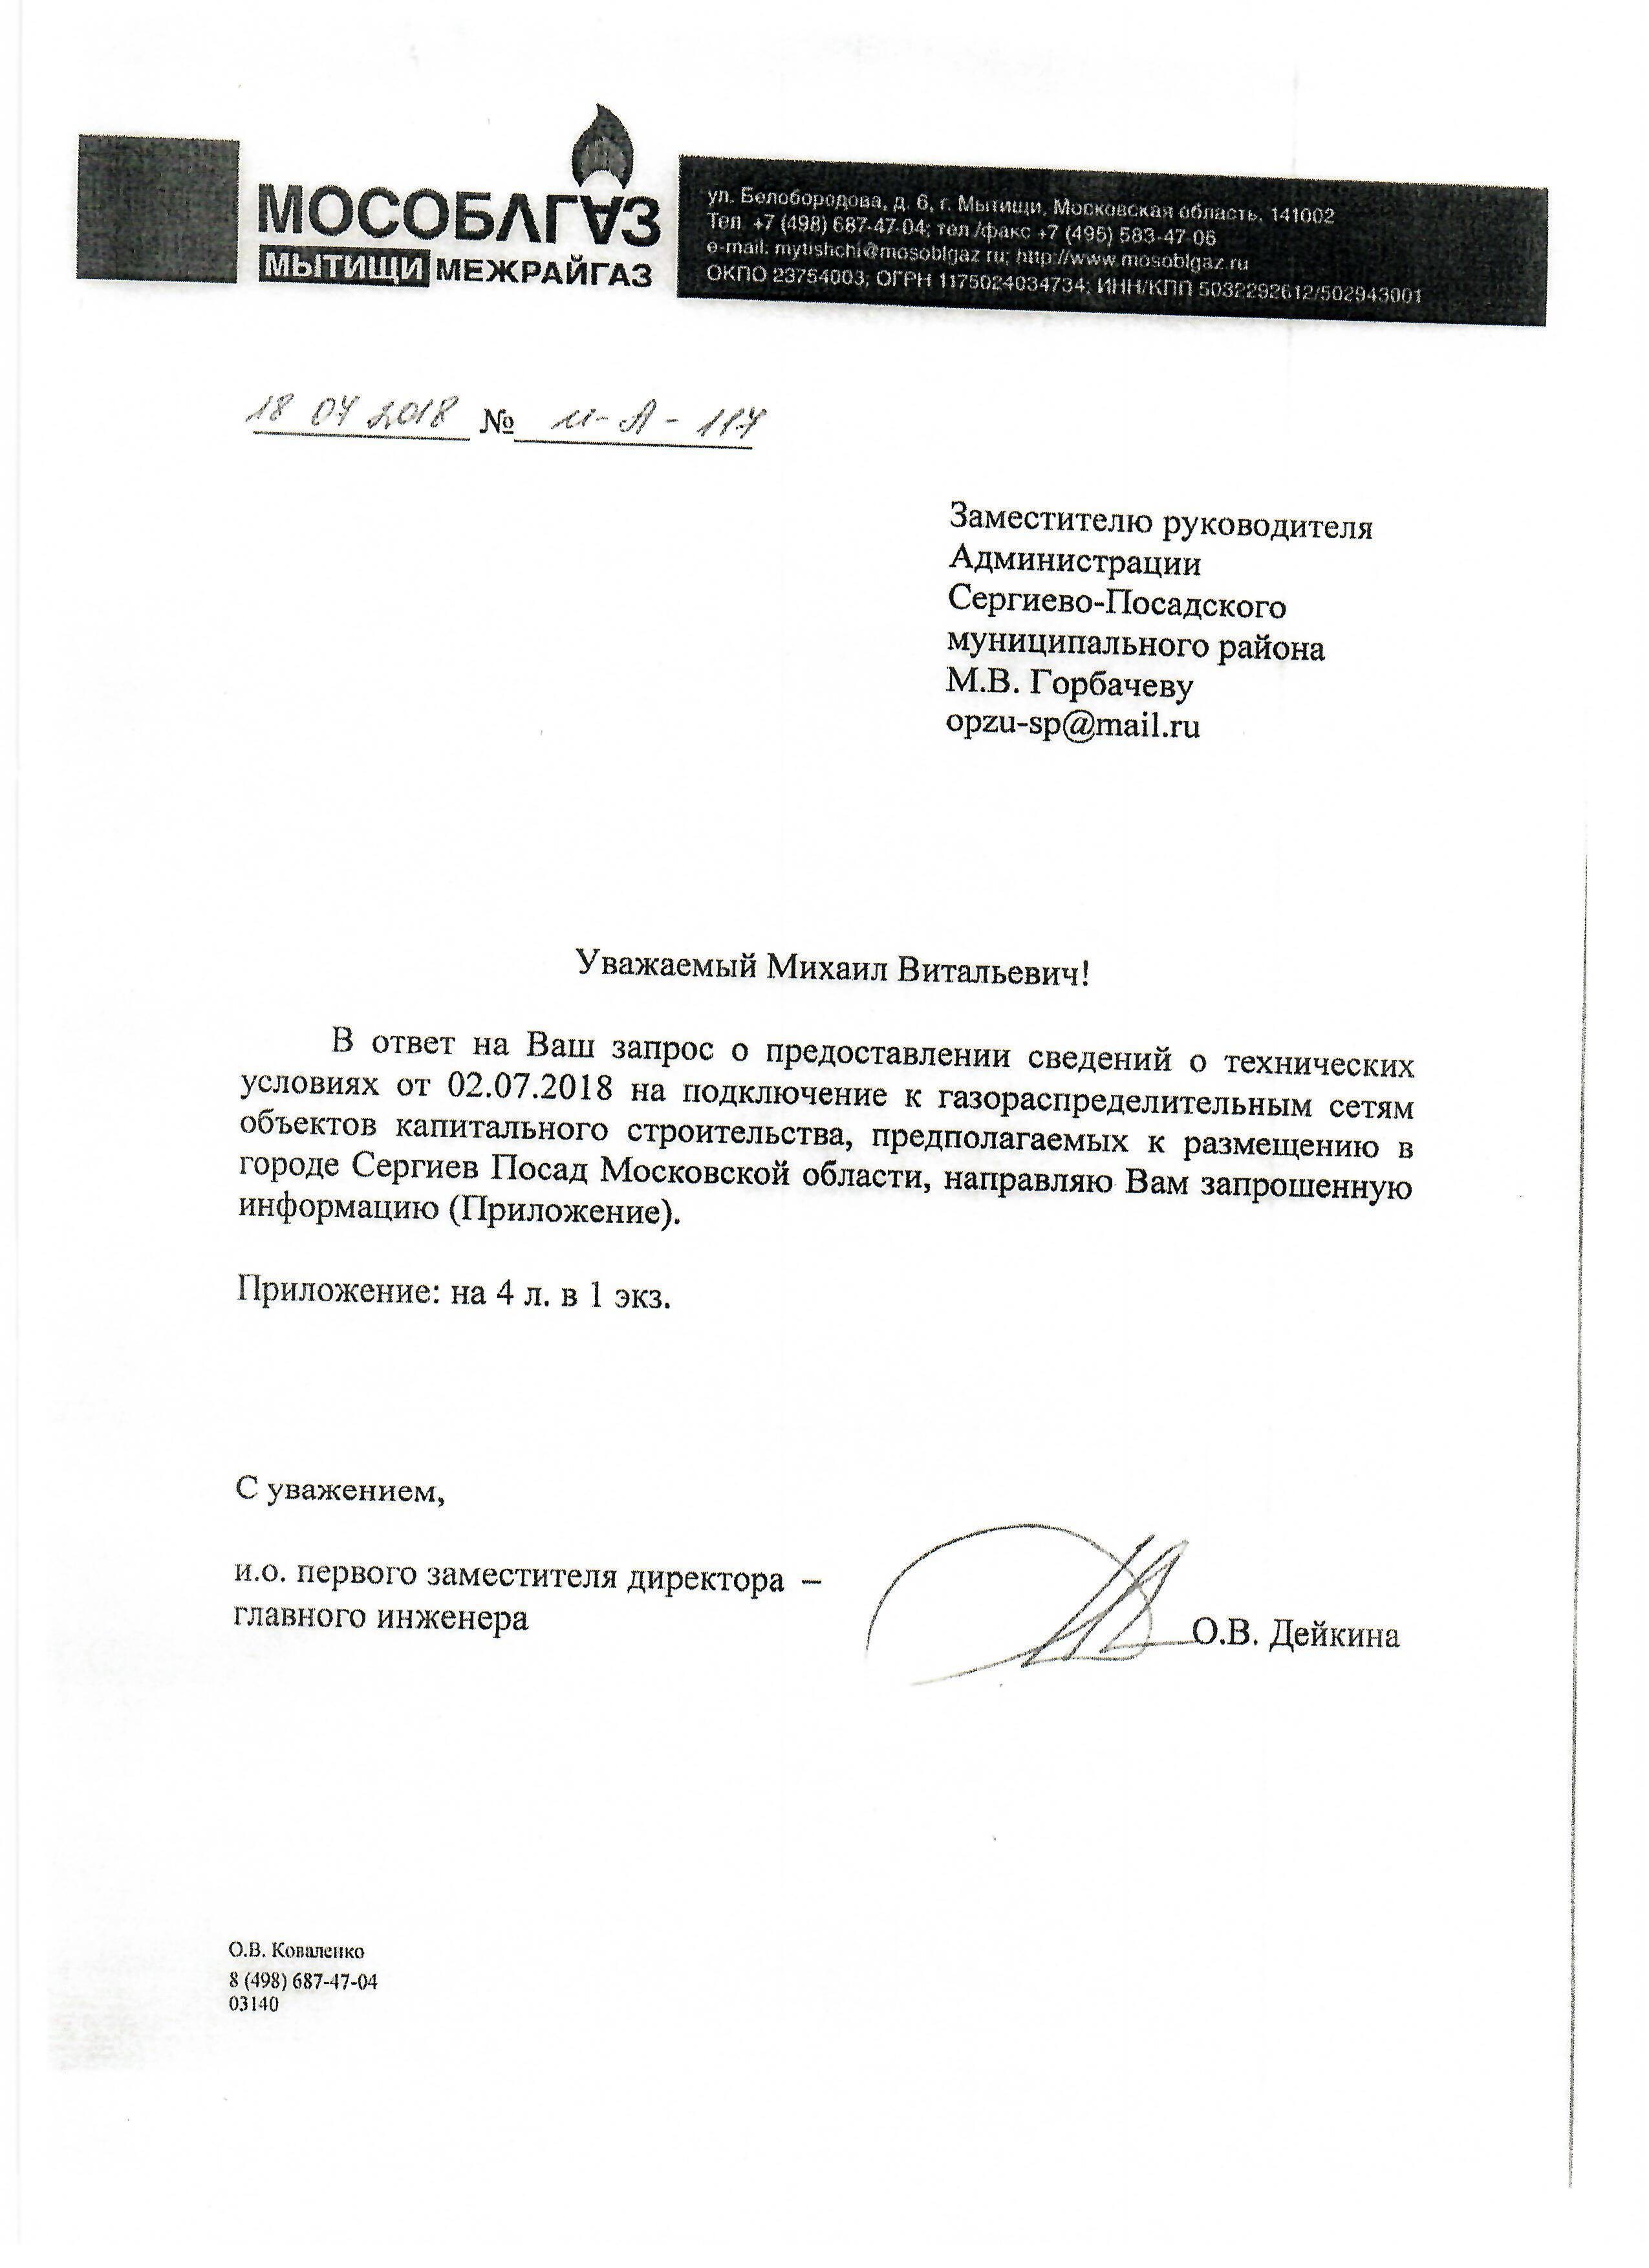 МОСОБЛГАЗ
МЫТИЩИ МЕЖРАЙГАЗ
ул. Белобородова, д. 6, г. Мытищи, Московская область, 141002
Тел. +7 (498) 687-47-04; тел./факс +7 (495) 583-47-06
e-mail: mytishchi@mosoblgaz.ru; http://www.mosoblgaz.ru
ОКПО 23754003; ОГРН 1175024034734; ИНН/КПП 5032292612/502943001
18 07 2018 № И-А-117
Заместителю руководителя
Администрации
Сергиево-Посадского
муниципального района
М.В. Горбачеву
opzu-sp@mail.ru
Уважаемый Михаил Витальевич!
В ответ на Ваш запрос о предоставлении сведений о технических
условиях от 02.07.2018 на подключение к газораспределительным сетям
объектов капитального строительства, предполагаемых к размещению в
городе Сергиев Посад Московской области, направляю Вам запрошенную
информацию (Приложение).
Приложение: на 4 л. в 1 экз.
С уважением,
и.о. первого заместителя директора –
главного инженера
О.В. Дейкина
О.В. Коваленко
8 (498) 687-47-04
03140